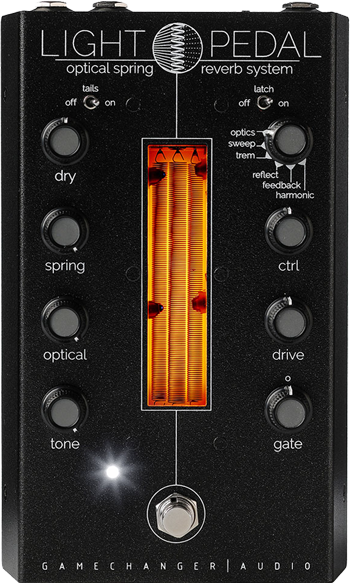 LIGHT PEDAL
optical spring reverb system
tails
off on
latch
off on
dry
optics
sweep
trem
reflect
feedback
harmonic
spring
ctrl
optical
drive
tone
gate
GAMECHANGER | AUDIO